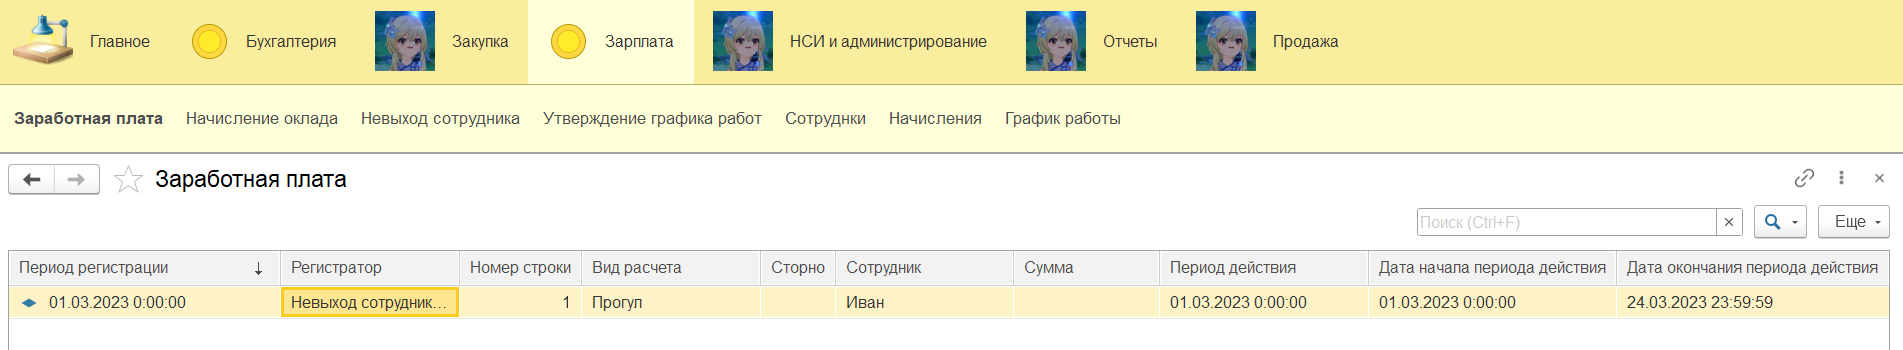 Главное Бухгалтерия Закупка Зарплата НСИ и администрирование Отчеты Продажа
Заработная плата Начисление оклада Невыход сотрудника Утверждение графика работ Сотруднки Начисления График работы
Заработная плата
Поиск (Ctrl+F) × Еще
Период регистрации ↓ Регистратор Номер строки Вид расчета Сторно Сотрудник Сумма Период действия Дата начала периода действия Дата окончания периода действия
01.03.2023 0:00:00 Невыход сотрудник... 1 Прогул Иван 01.03.2023 0:00:00 01.03.2023 0:00:00 24.03.2023 23:59:59